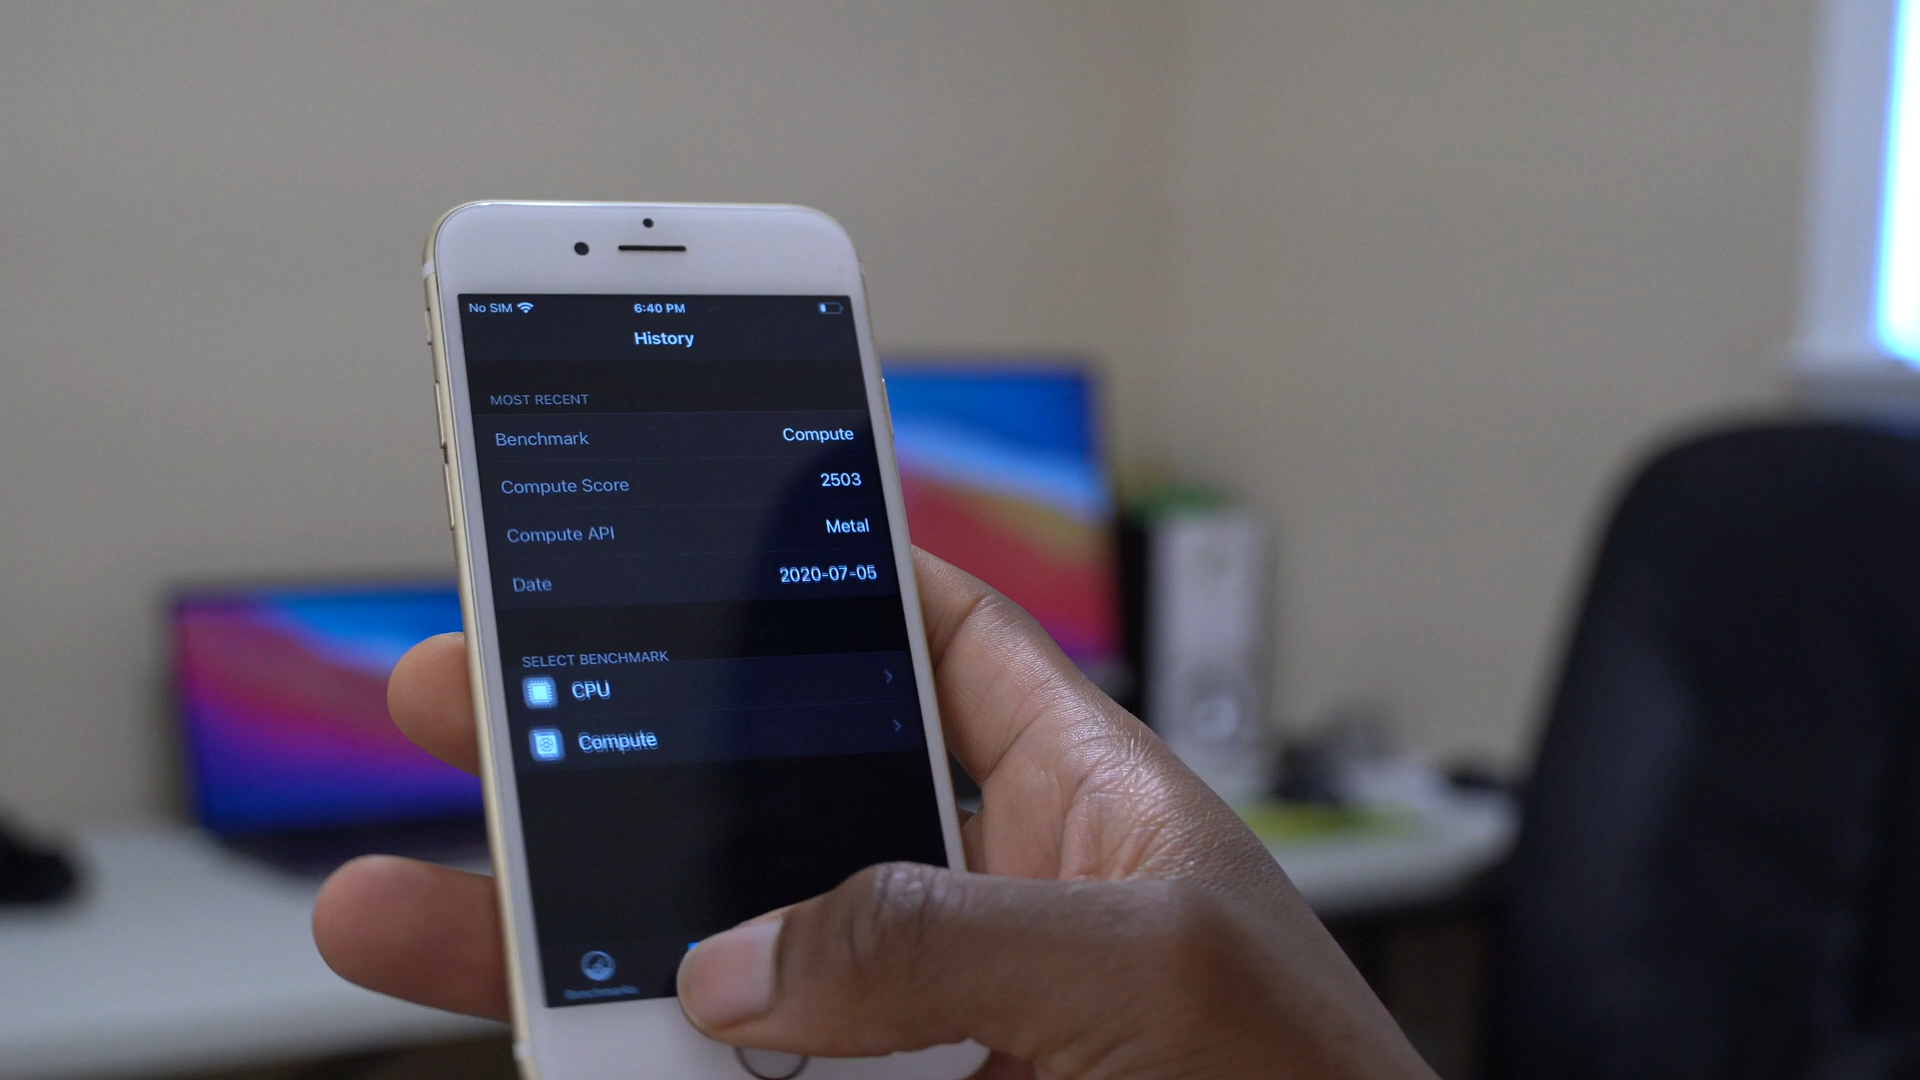 No SIM 6:40 PM
History
MOST RECENT
Benchmark Compute
Compute Score 2503
Compute API Metal
Date 2020-07-05
SELECT BENCHMARK
CPU
Compute
Benchmarks